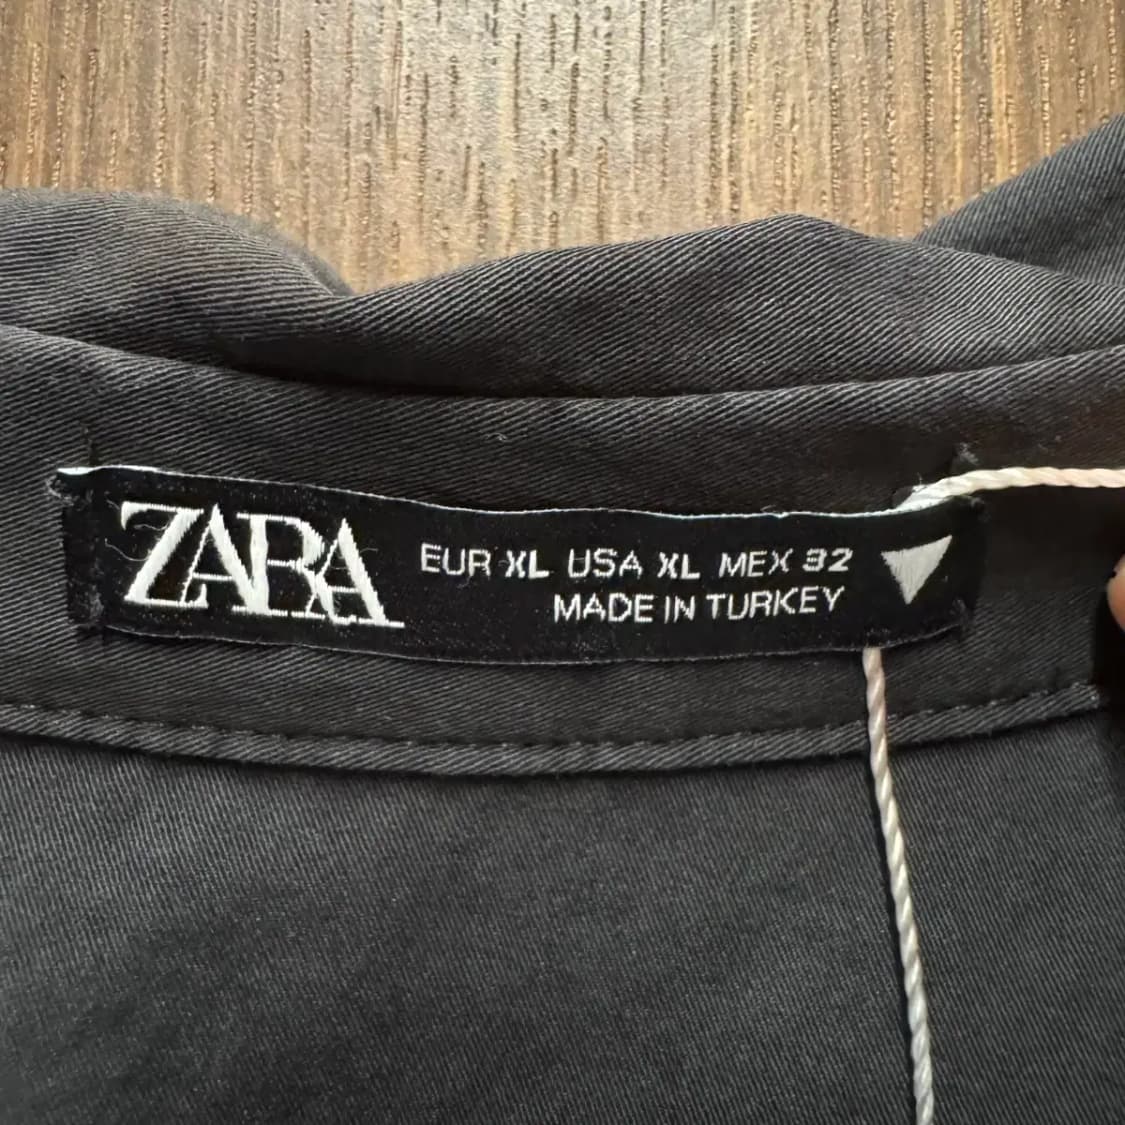 ZARA
EUR XL USA XL MEX 32
MADE IN TURKEY